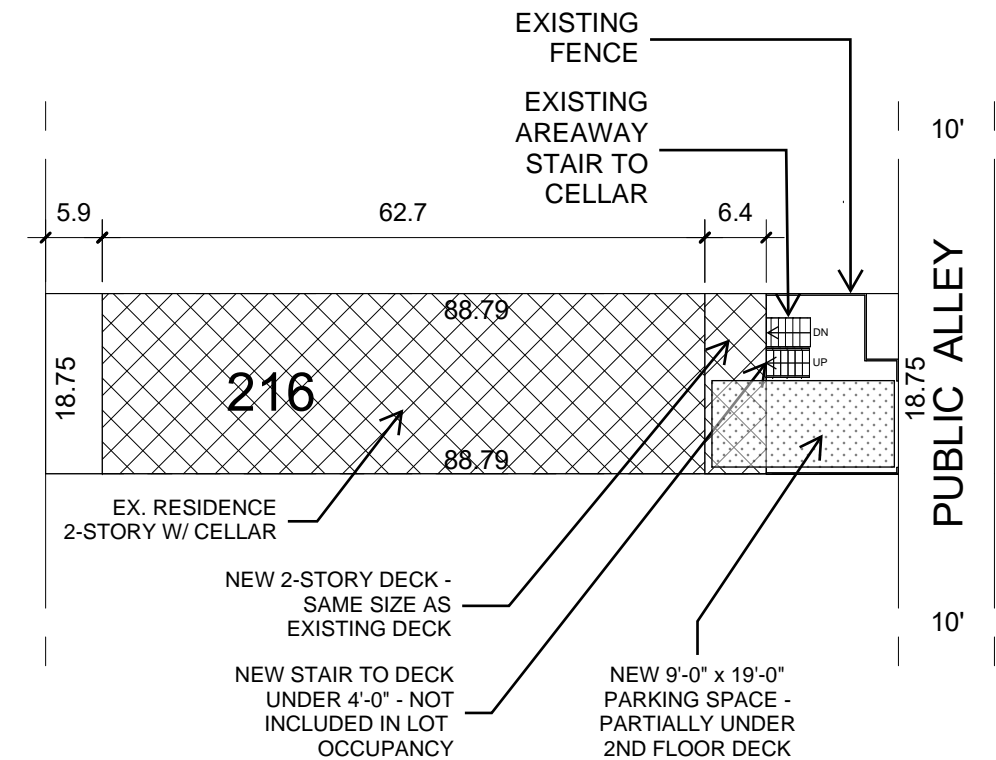 EXISTING
FENCE
EXISTING
AREAWAY
STAIR TO
CELLAR
10'
5.9
62.7
6.4
88.79
DN
UP
18.75
216
18.75
PUBLIC ALLEY
88.79
EX. RESIDENCE
2-STORY W/ CELLAR
NEW 2-STORY DECK -
SAME SIZE AS
EXISTING DECK
10'
NEW STAIR TO DECK
UNDER 4'-0" - NOT
INCLUDED IN LOT
OCCUPANCY
NEW 9'-0" x 19'-0"
PARKING SPACE -
PARTIALLY UNDER
2ND FLOOR DECK